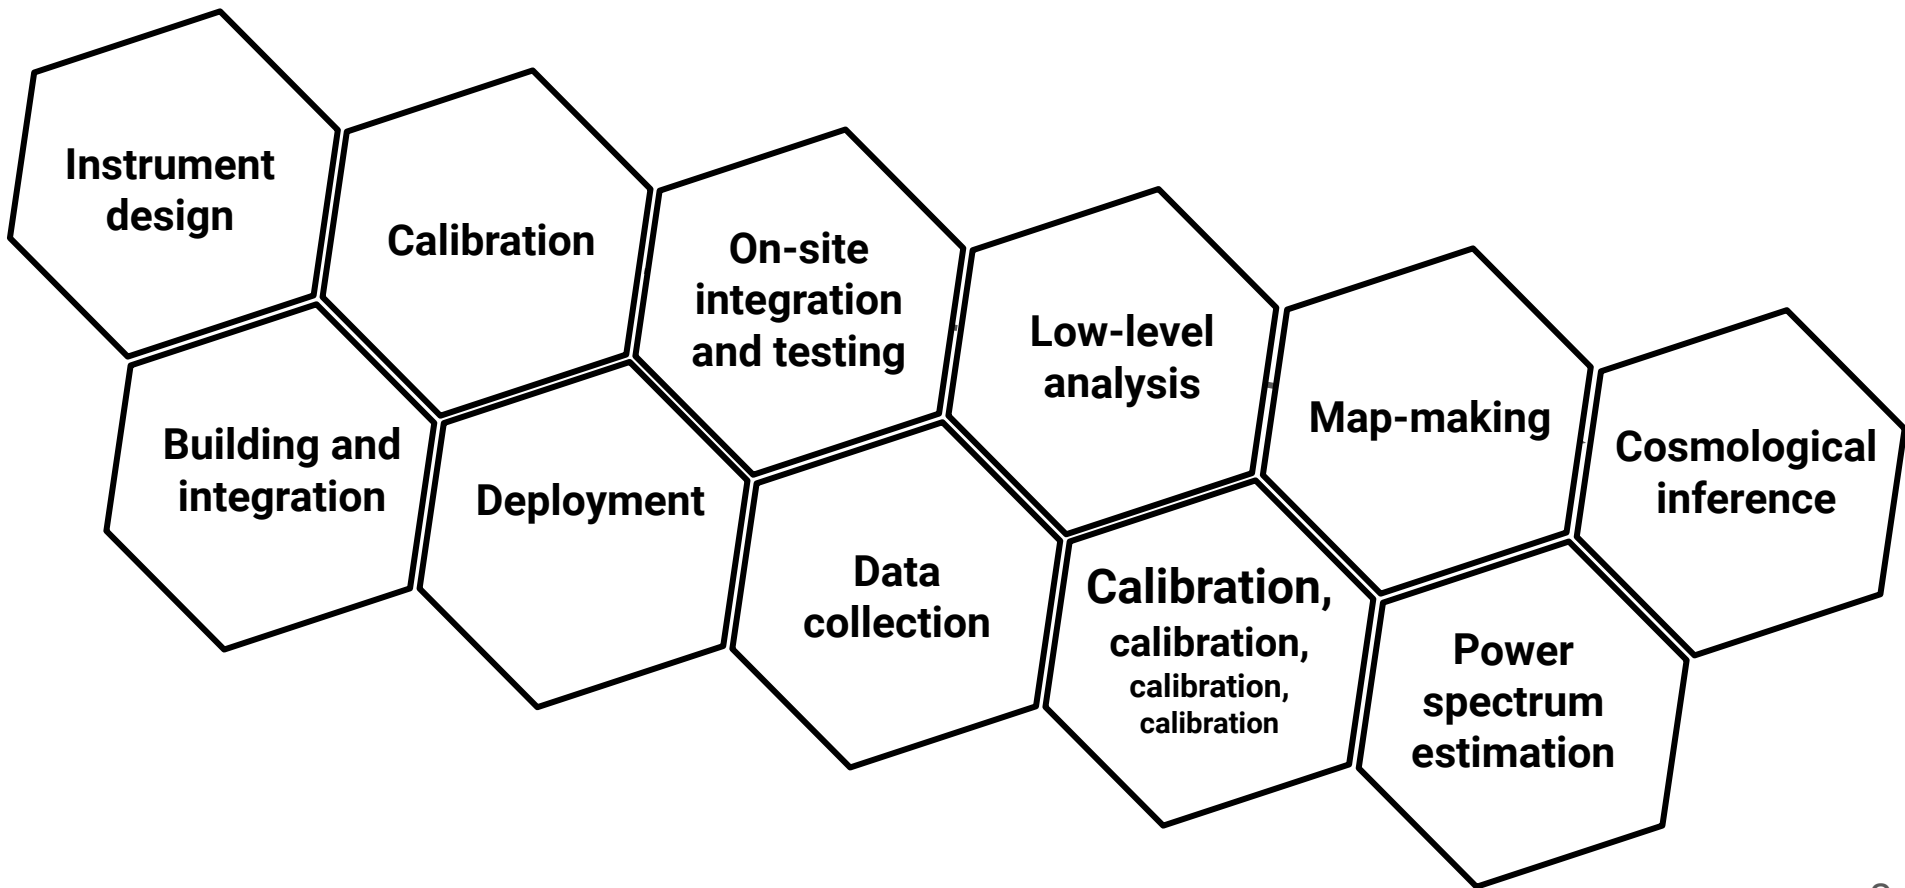 Instrument
design
Building and
integration
Calibration
Deployment
On-site
integration
and testing
Data
collection
Low-level
analysis
Calibration,
calibration,
calibration,
calibration
Map-making
Power
spectrum
estimation
Cosmological
inference